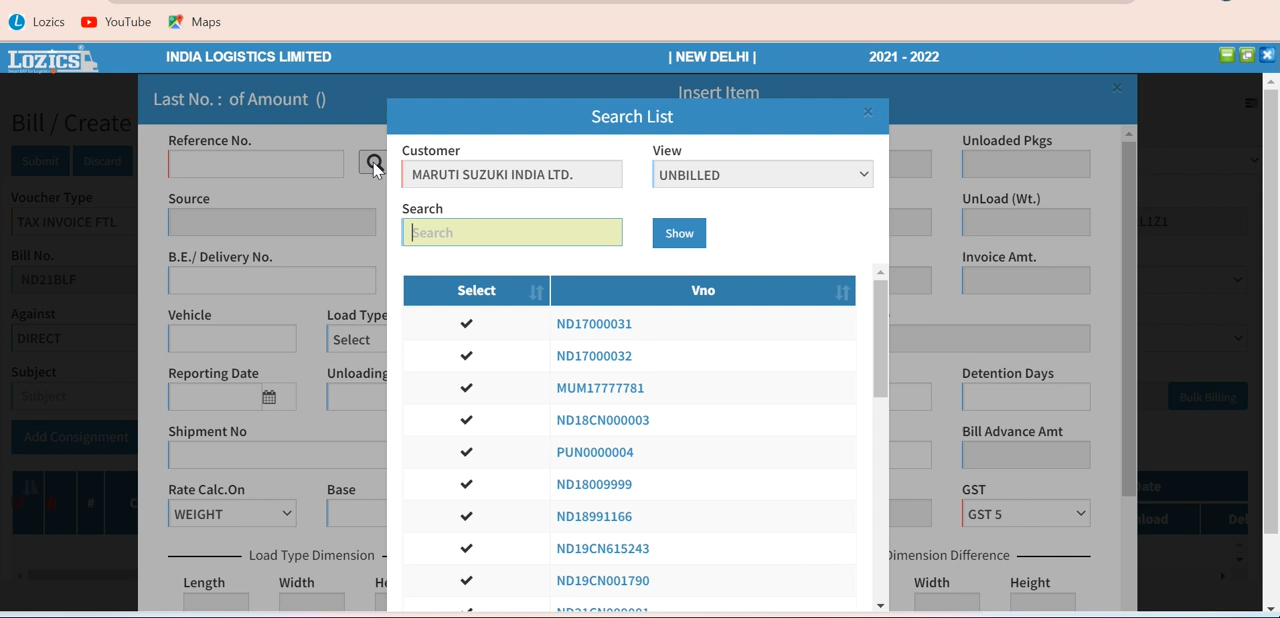 Lozics YouTube Maps
LOZICS INDIA LOGISTICS LIMITED | NEW DELHI | 2021 - 2022
Bill / Create
Submit Discard
Voucher Type
TAX INVOICE FTL
Bill No.
ND21BLF
Against
DIRECT
Subject
Subject
Add Consignment
#
Last No. : of Amount () Insert Item
Reference No.
Source
B.E./ Delivery No.
Vehicle Load Type
Select
Reporting Date Unloading
Shipment No
Rate Calc.On Base
WEIGHT
Load Type Dimension
Length Width
Search List
Customer View
MARUTI SUZUKI INDIA LTD. UNBILLED
Search
Search Show
Select Vno
ND17000031
ND17000032
MUM17777781
ND18CN000003
PUN0000004
ND18009999
ND18991166
ND19CN615243
ND19CN001790
Unloaded Pkgs
UnLoad (Wt.)
Invoice Amt.
Detention Days
Bill Advance Amt
GST
GST 5
Dimension Difference
Width Height
L1Z1
Bulk Billing
Date
load Del